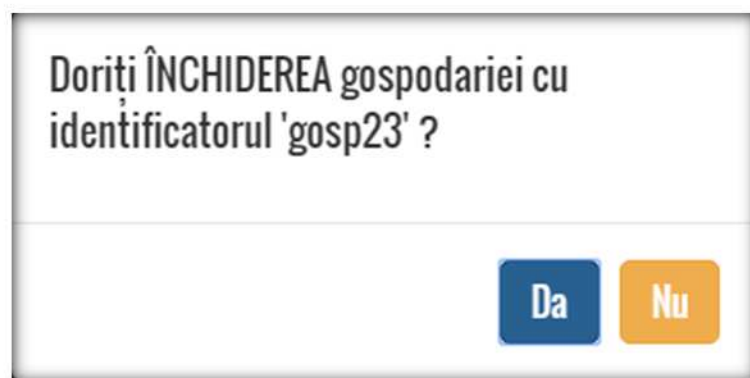 Doriți ÎNCHIDEREA gospodariei cu
identificatorul 'gosp23' ?
Da
Nu